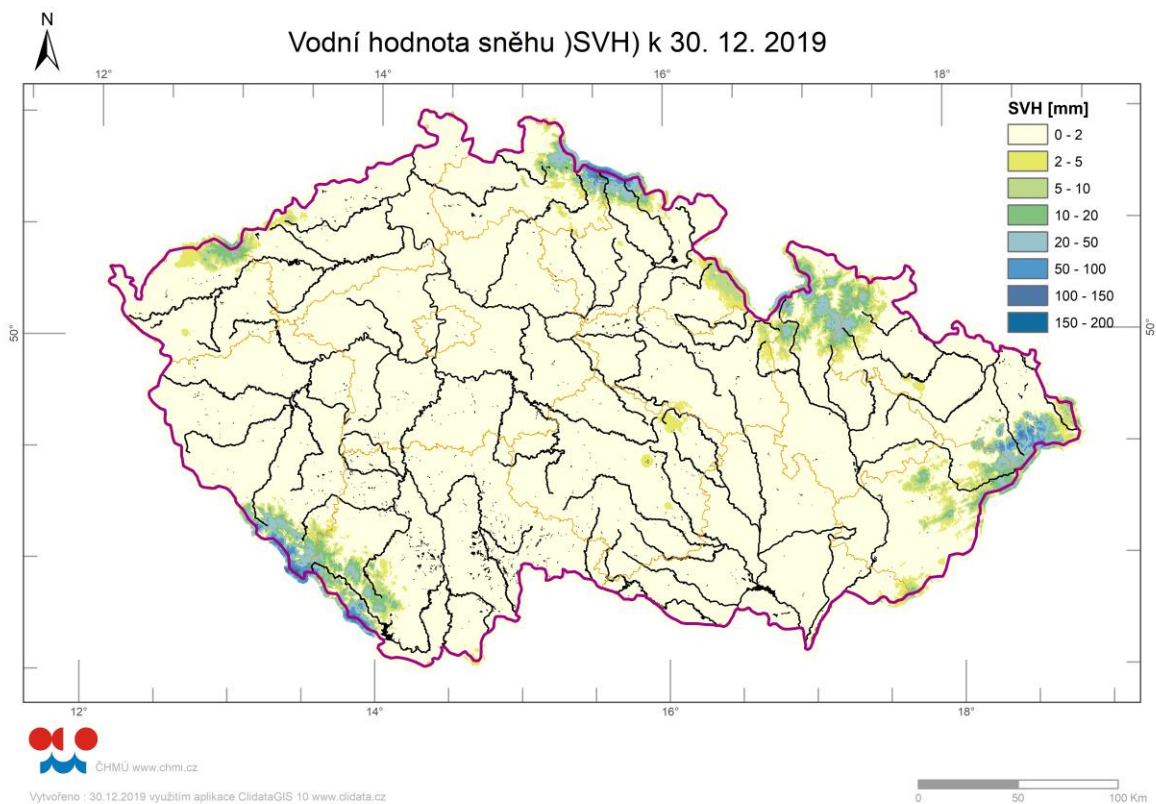 N
Vodní hodnota sněhu )SVH) k 30. 12. 2019
12° 14° 16° 18°
SVH [mm]
0 - 2
2 - 5
5 - 10
10 - 20
20 - 50
50 - 100
100 - 150
150 - 200
50° 50°
12° 14° 16° 18°
ČHMÚ www.chmi.cz
Vytvořeno : 30.12.2019 využitím aplikace ClidataGIS 10 www.clidata.cz
0 50 100 Km